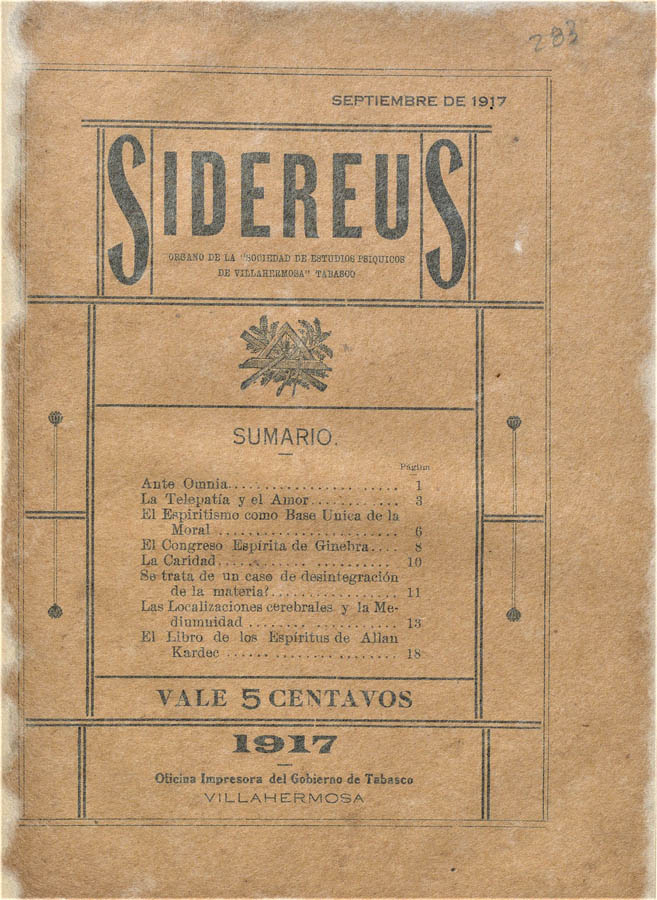 293
SEPTIEMBRE DE 1917
SIDEREUS
ORGANO DE LA "SOCIEDAD DE ESTUDIOS PSIQUICOS
DE VILLAHERMOSA" TABASCO
SUMARIO.
Página
Ante Omnia.................... 1
La Telepatía y el Amor.......... 3
El Espiritismo como Base Unica de la
Moral ...................... 6
El Congreso Espírita de Ginebra.... 8
La Caridad...................... 10
Se trata de un caso de desintegración
de la materia?................ 11
Las Localizaciones cerebrales y la Me-
diumnidad ................... 13
El Libro de los Espíritus de Allan
Kardec ...................... 18
VALE 5 CENTAVOS
1917
Oficina Impresora del Gobierno de Tabasco
VILLAHERMOSA